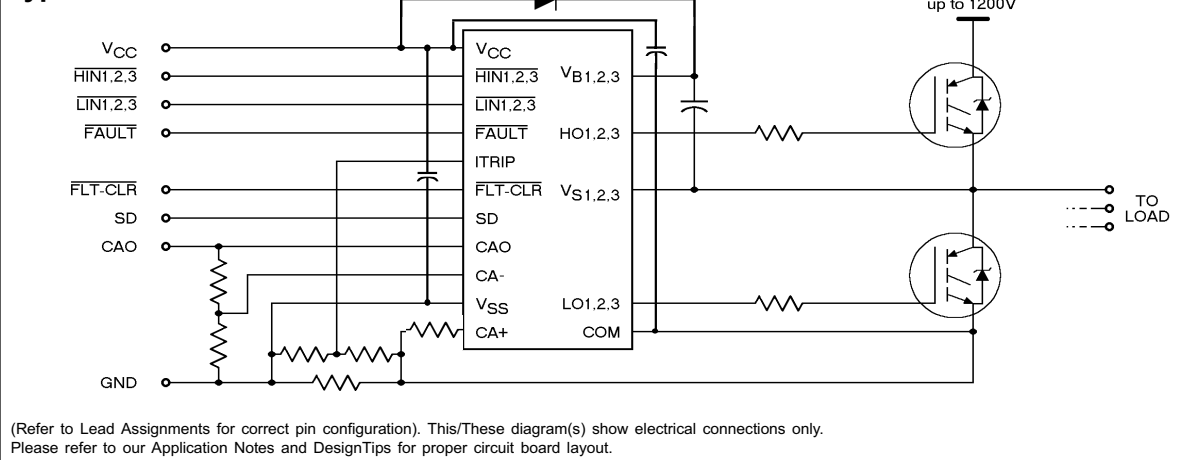 up to 1200V
VCC
HIN1,2,3
LIN1,2,3
FAULT
FLT-CLR
SD
CAO
GND
VCC
HIN1,2,3
LIN1,2,3
FAULT
ITRIP
FLT-CLR
SD
CAO
CA-
VSS
CA+
VB1,2,3
HO1,2,3
VS1,2,3
LO1,2,3
COM
TO
LOAD
(Refer to Lead Assignments for correct pin configuration). This/These diagram(s) show electrical connections only.
Please refer to our Application Notes and DesignTips for proper circuit board layout.